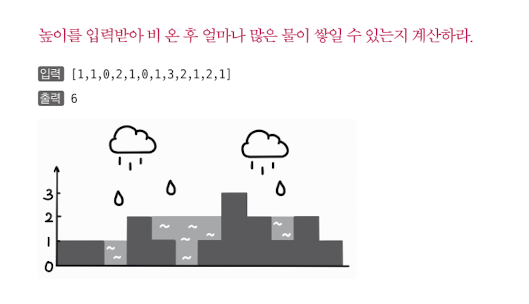 높이를 입력받아 비 온 후 얼마나 많은 물이 쌓일 수 있는지 계산하라.
입력 [1,1,0,2,1,0,1,3,2,1,2,1]
출력 6
3
2
1
0